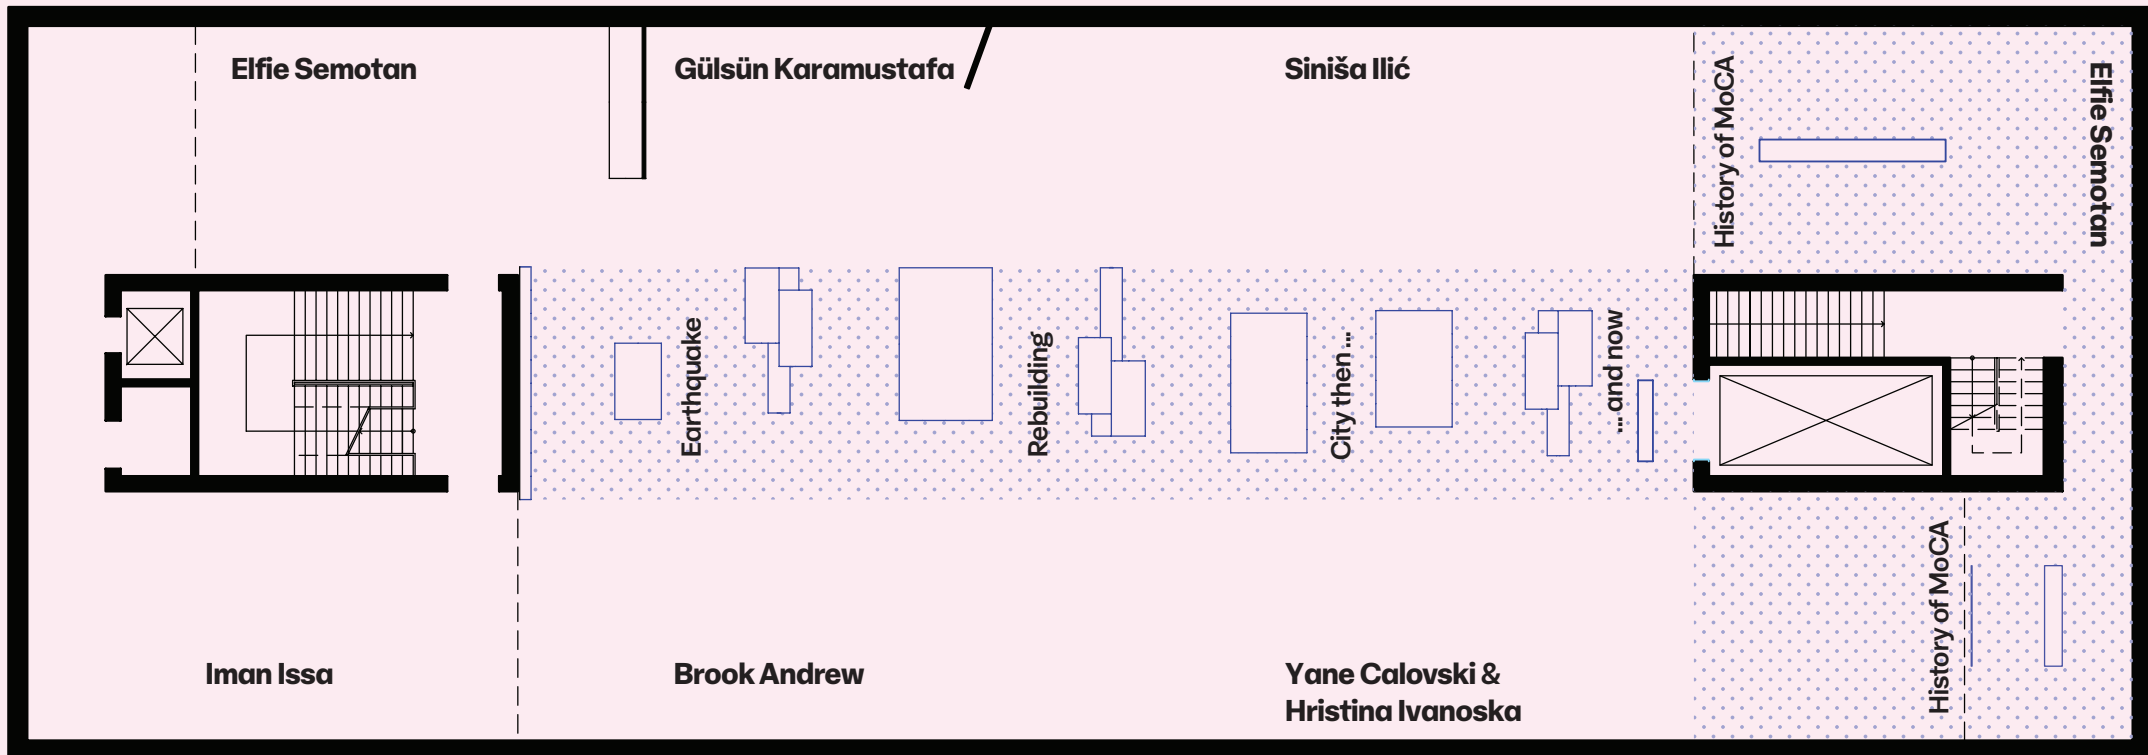 Elfie Semotan
Gülsün Karamustafa
Siniša Ilić
History of MoCA
Elfie Semotan
Earthquake
Rebuilding
City then ...
...and now
History of MoCA
Iman Issa
Brook Andrew
Yane Calovski &
Hristina Ivanoska